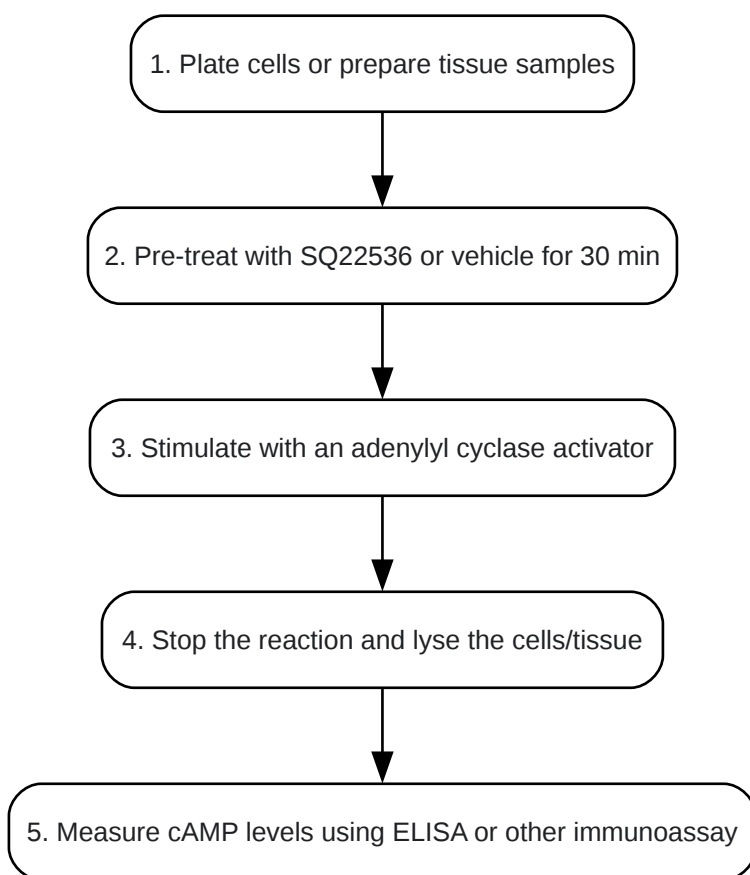 1. Plate cells or prepare tissue samples
2. Pre-treat with SQ22536 or vehicle for 30 min
3. Stimulate with an adenylyl cyclase activator
4. Stop the reaction and lyse the cells/tissue
5. Measure cAMP levels using ELISA or other immunoassay